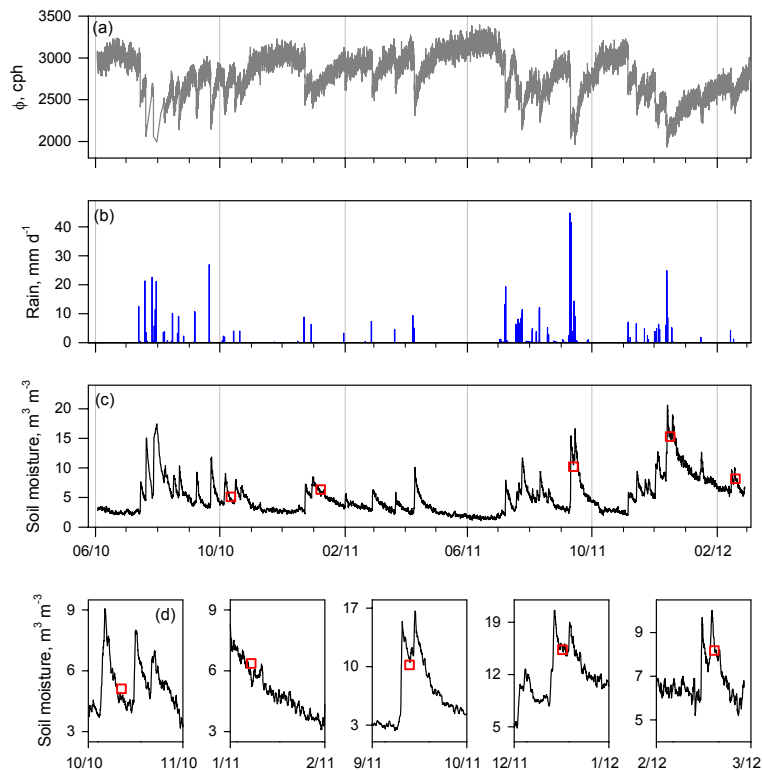 (a)
3500
3000
2500
2000
ϕ, cph
(b)
40
30
20
10
0
Rain, mm d⁻¹
(c)
20
15
10
5
0
Soil moisture, m³ m⁻³
06/10 10/10 02/11 06/11 10/11 02/12
(d)
Soil moisture, m³ m⁻³
9 9 17 19 9
6 6 10 12 7
3 3 3 5 5
10/10 11/10 1/11 2/11 9/11 10/11 12/11 1/12 2/12 3/12